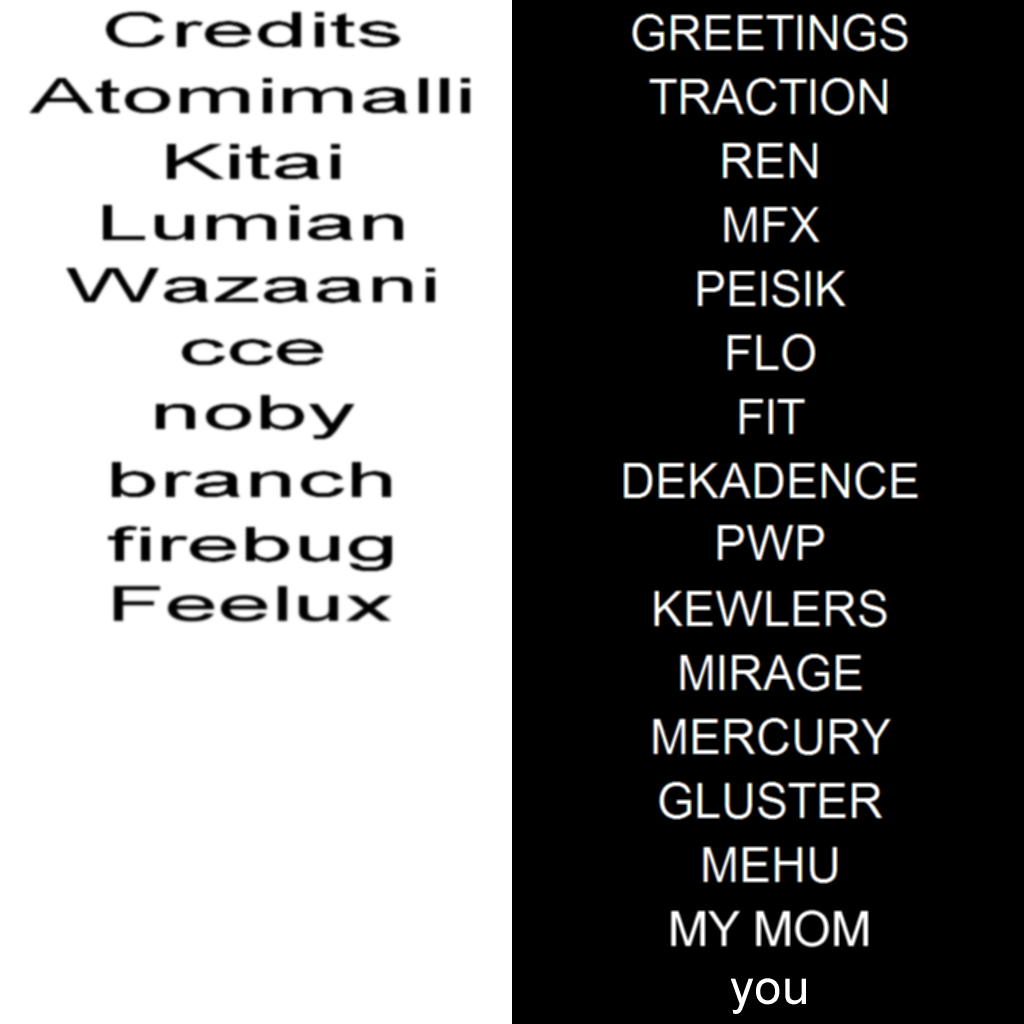 Credits
Atomimalli
Kitai
Lumian
Wazaani
cce
noby
branch
firebug
Feelux
GREETINGS
TRACTION
REN
MFX
PEISIK
FLO
FIT
DEKADENCE
PWP
KEWLERS
MIRAGE
MERCURY
GLUSTER
MEHU
MY MOM
you